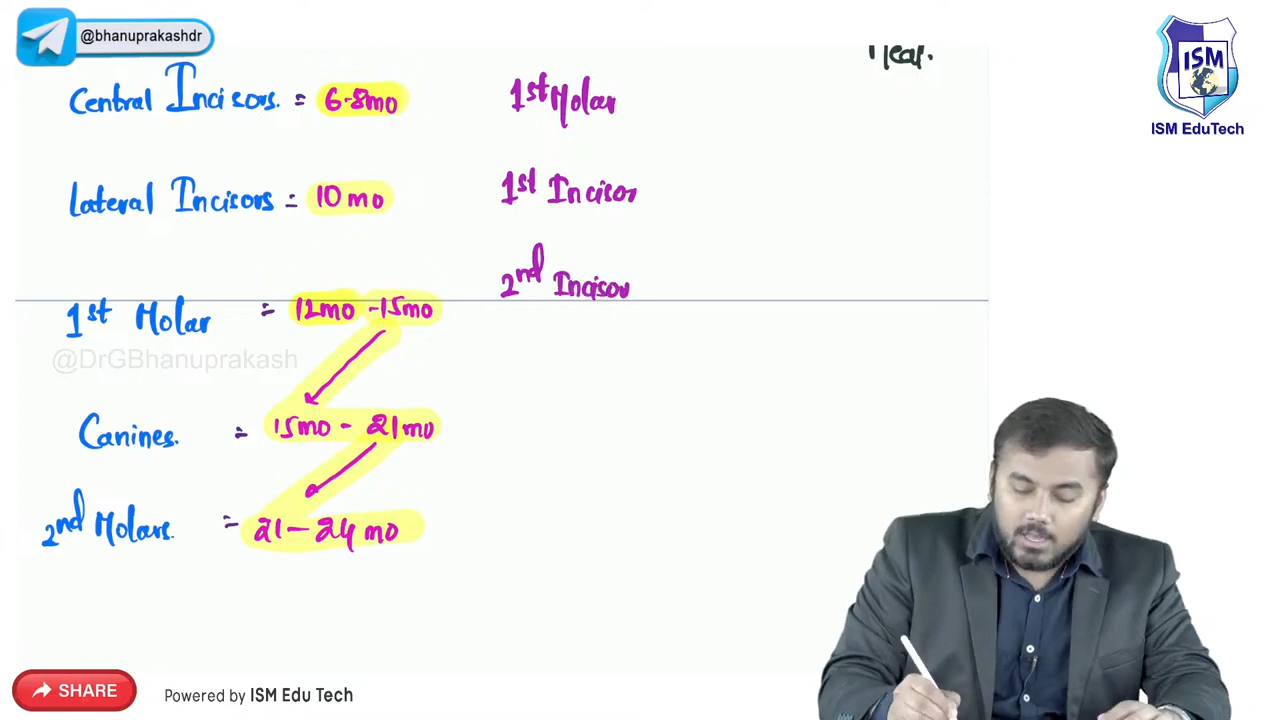 @bhanuprakashdr
ISM
ISM EduTech
Year.
Central Incisors. = 6-8mo
1st Molar
Lateral Incisors = 10 mo
1st Incisor
2nd Incisor
1st Molar = 12mo - 15mo
@DrGBhanuprakash
Canines. = 15mo - 21mo
2nd Molars. = 21 - 24 mo
SHARE
Powered by ISM Edu Tech